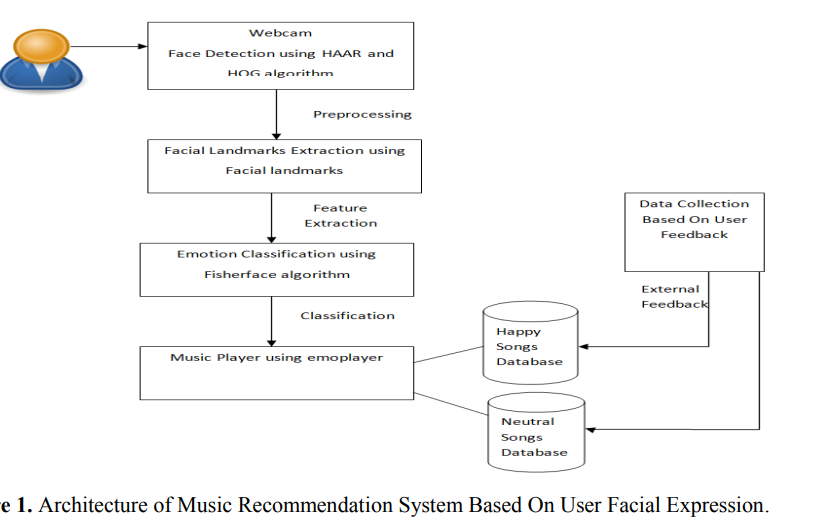 Webcam
Face Detection using HAAR and
HOG algorithm
Preprocessing
Facial Landmarks Extraction using
Facial landmarks
Feature
Extraction
Emotion Classification using
Fisherface algorithm
Classification
Music Player using emoplayer
Data Collection
Based On User
Feedback
External
Feedback
Happy
Songs
Database
Neutral
Songs
Database
e 1. Architecture of Music Recommendation System Based On User Facial Expression.